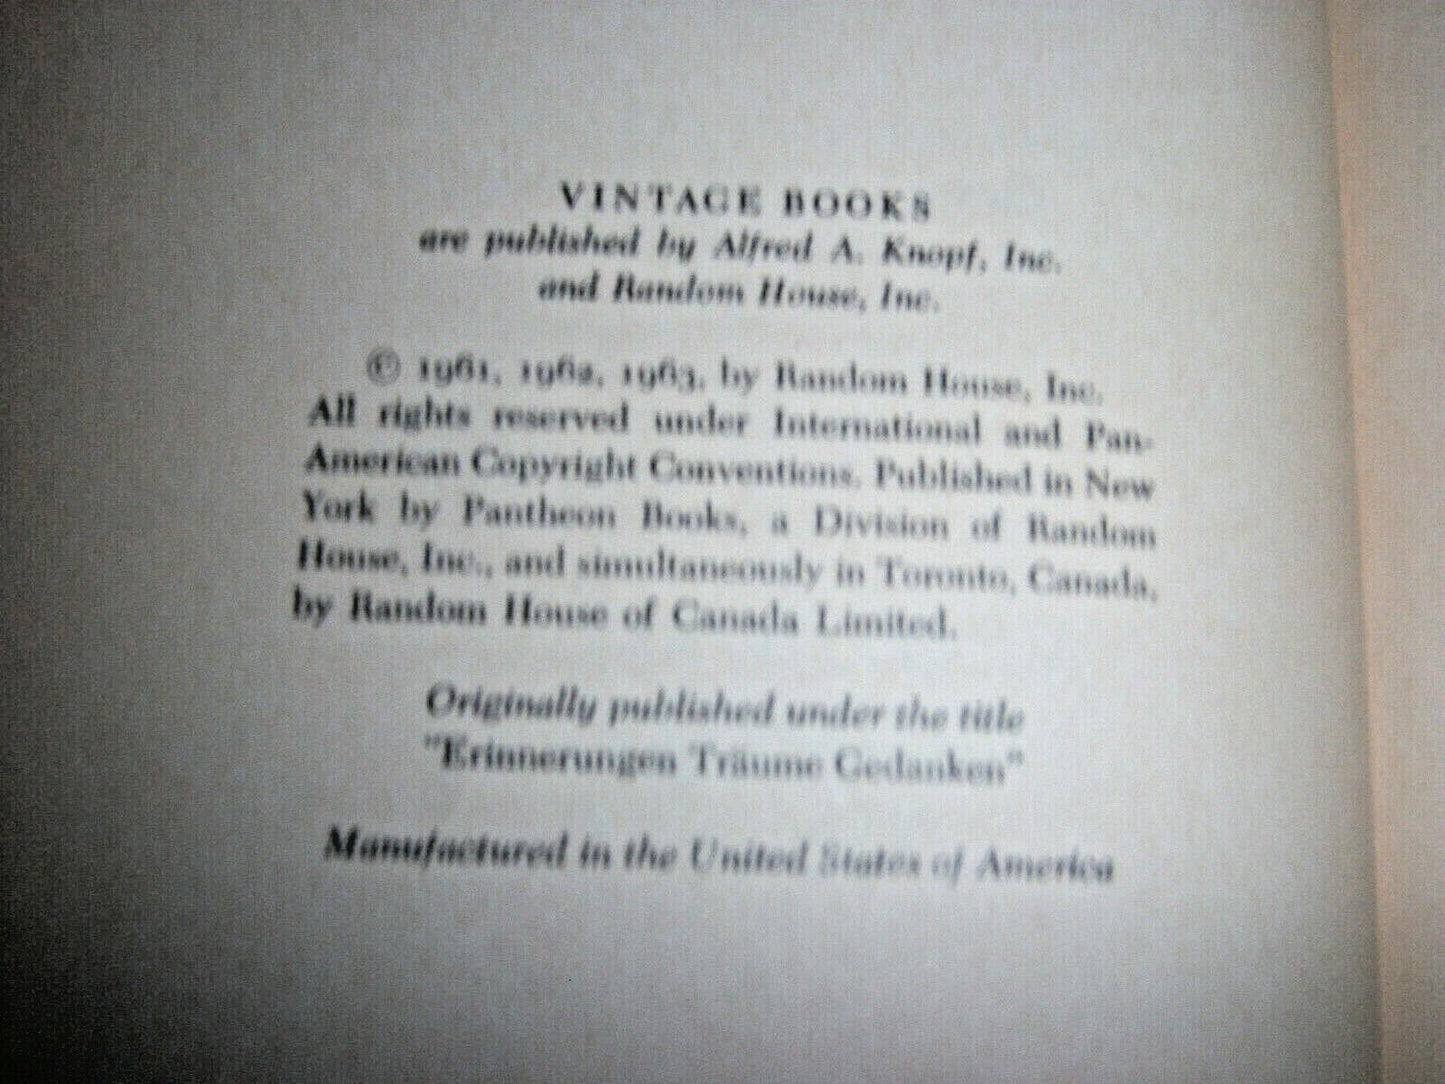 VINTAGE BOOKS
are published by Alfred A. Knopf, Inc.
and Random House, Inc.
© 1961, 1962, 1963, by Random House, Inc.
All rights reserved under International and Pan-
American Copyright Conventions. Published in New
York by Pantheon Books, a Division of Random
House, Inc., and simultaneously in Toronto, Canada,
by Random House of Canada Limited.
Originally published under the title
"Erinnerungen Träume Gedanken"
Manufactured in the United States of America